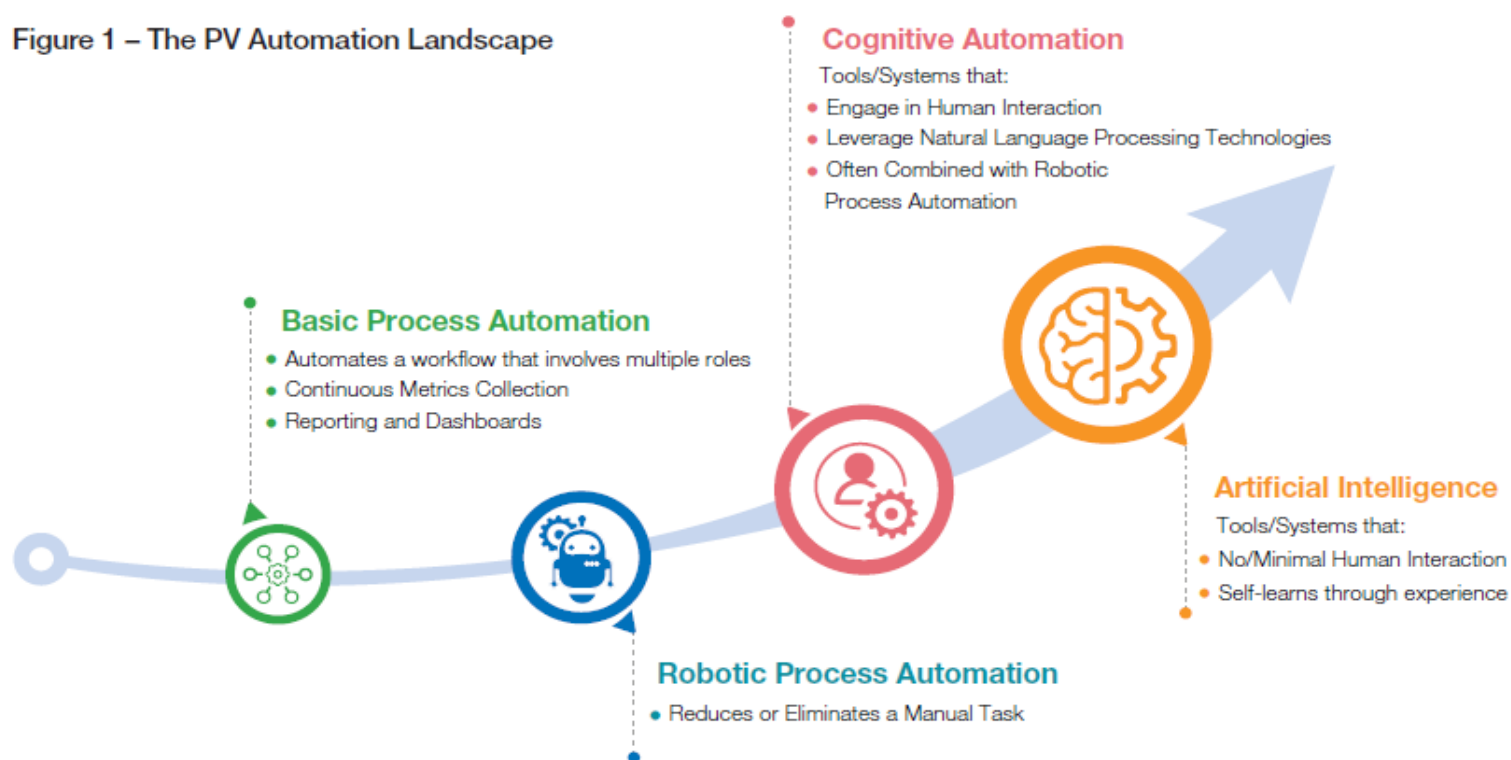 Figure 1 – The PV Automation Landscape
Cognitive Automation
Tools/Systems that:
• Engage in Human Interaction
• Leverage Natural Language Processing Technologies
• Often Combined with Robotic
Process Automation
Basic Process Automation
• Automates a workflow that involves multiple roles
• Continuous Metrics Collection
• Reporting and Dashboards
Artificial Intelligence
Tools/Systems that:
• No/Minimal Human Interaction
• Self-learns through experience
Robotic Process Automation
• Reduces or Eliminates a Manual Task